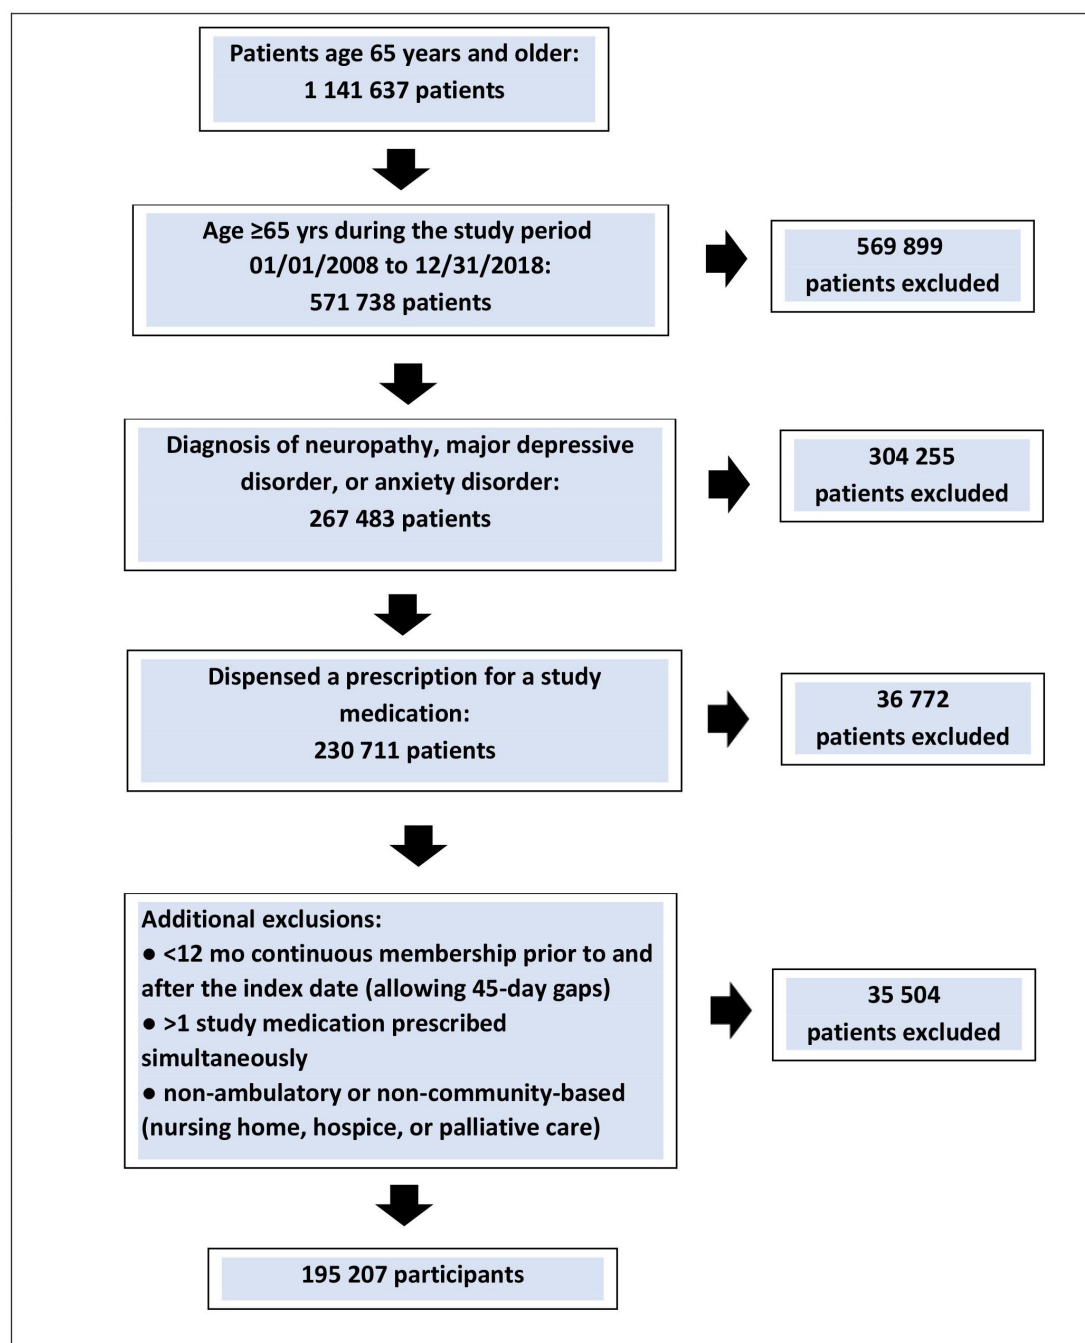 Patients age 65 years and older:
1 141 637 patients
Age ≥65 yrs during the study period
01/01/2008 to 12/31/2018:
571 738 patients
569 899
patients excluded
Diagnosis of neuropathy, major depressive
disorder, or anxiety disorder:
267 483 patients
304 255
patients excluded
Dispensed a prescription for a study
medication:
230 711 patients
36 772
patients excluded
Additional exclusions:
● <12 mo continuous membership prior to and
after the index date (allowing 45-day gaps)
● >1 study medication prescribed
simultaneously
● non-ambulatory or non-community-based
(nursing home, hospice, or palliative care)
35 504
patients excluded
195 207 participants